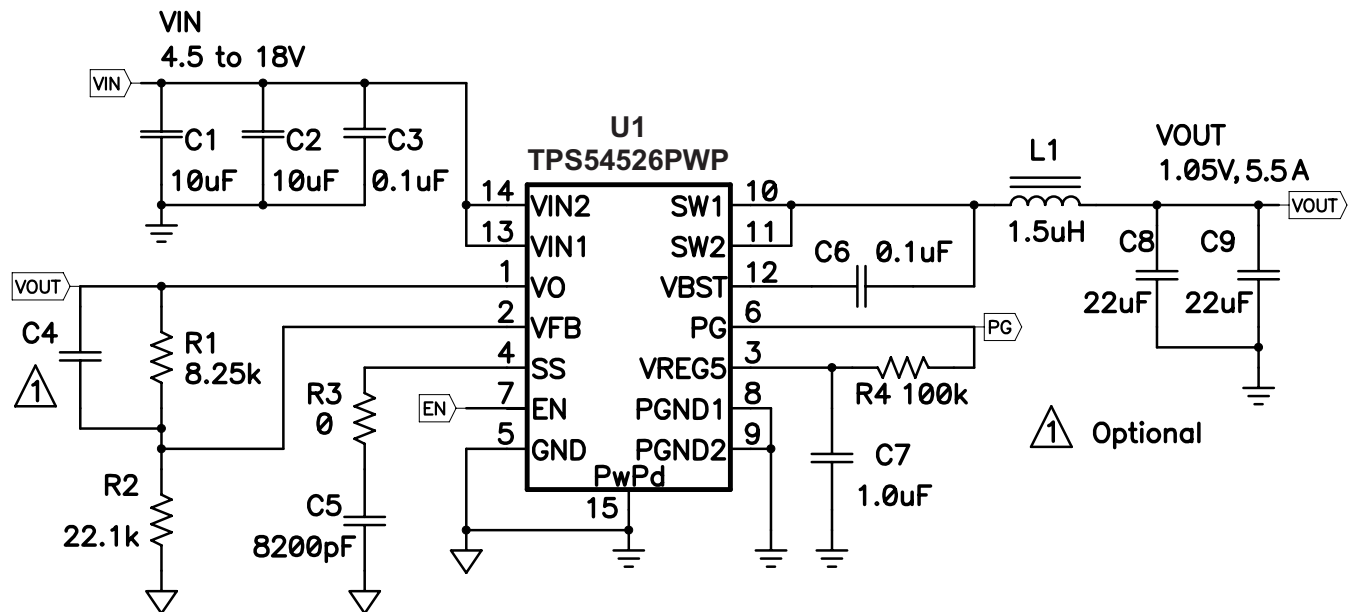 VIN
4.5 to 18V
VIN
C1
10uF
C2
10uF
C3
0.1uF
U1
TPS54526PWP
14
VIN2
13
VIN1
1
VO
2
VFB
4
SS
7
EN
5
GND
PwPd
15
SW1
10
SW2
11
VBST
12
PG
6
VREG5
3
PGND1
8
PGND2
9
VOUT
C4
1
R1
8.25k
R2
22.1k
R3
0
C5
8200pF
EN
C6
0.1uF
L1
1.5uH
VOUT
1.05V, 5.5 A
VOUT
C8
22uF
C9
22uF
PG
R4 100k
C7
1.0uF
1 Optional